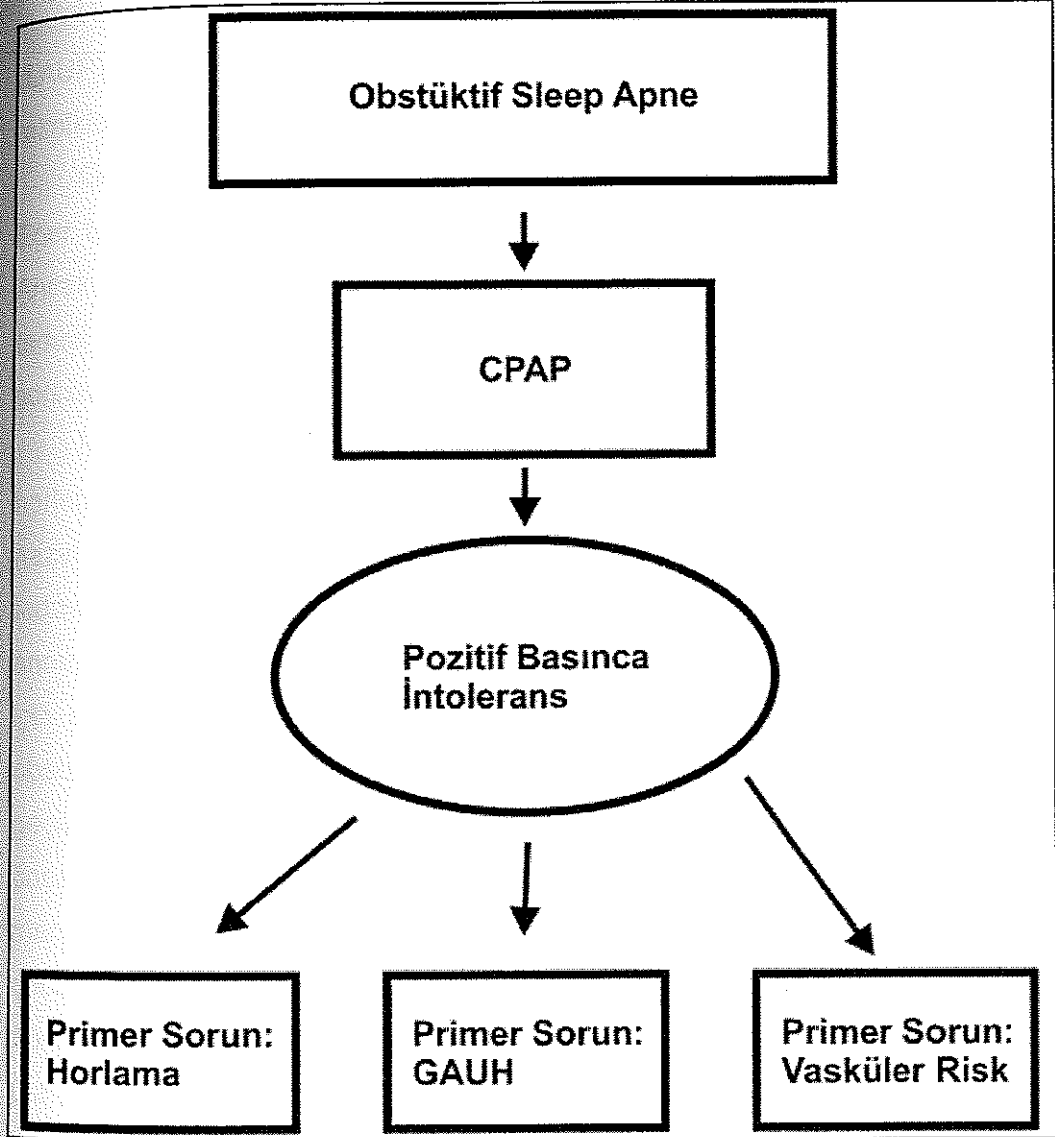 Obstüktif Sleep Apne
CPAP
Pozitif Basınca
İntolerans
Primer Sorun:
Horlama
Primer Sorun:
GAUH
Primer Sorun:
Vasküler Risk